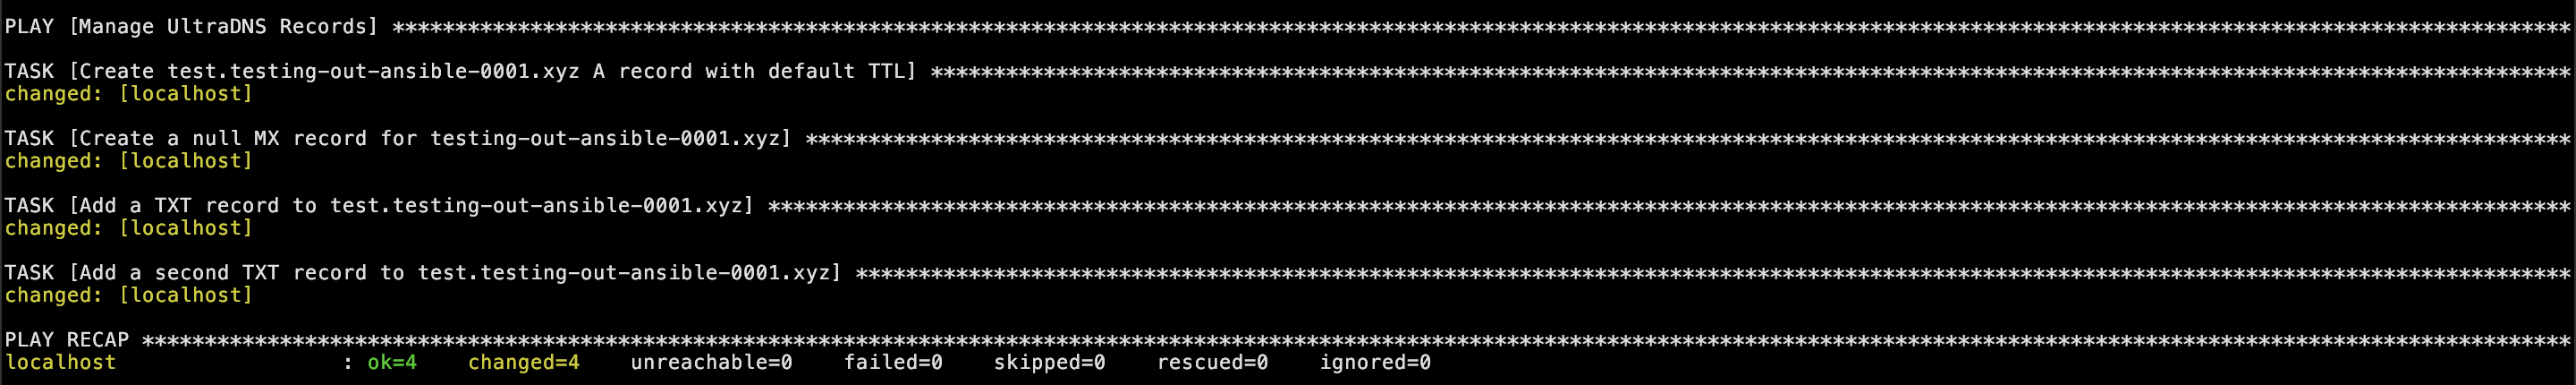 PLAY [Manage UltraDNS Records] ******************************************************************************************************************************************************************************
TASK [Create test.testing-out-ansible-0001.xyz A record with default TTL] ***********************************************************************************************************************************
changed: [localhost]
TASK [Create a null MX record for testing-out-ansible-0001.xyz] *********************************************************************************************************************************************
changed: [localhost]
TASK [Add a TXT record to test.testing-out-ansible-0001.xyz] ************************************************************************************************************************************************
changed: [localhost]
TASK [Add a second TXT record to test.testing-out-ansible-0001.xyz] *****************************************************************************************************************************************
changed: [localhost]
PLAY RECAP **************************************************************************************************************************************************************************************************
localhost                  : ok=4    changed=4    unreachable=0    failed=0    skipped=0    rescued=0    ignored=0